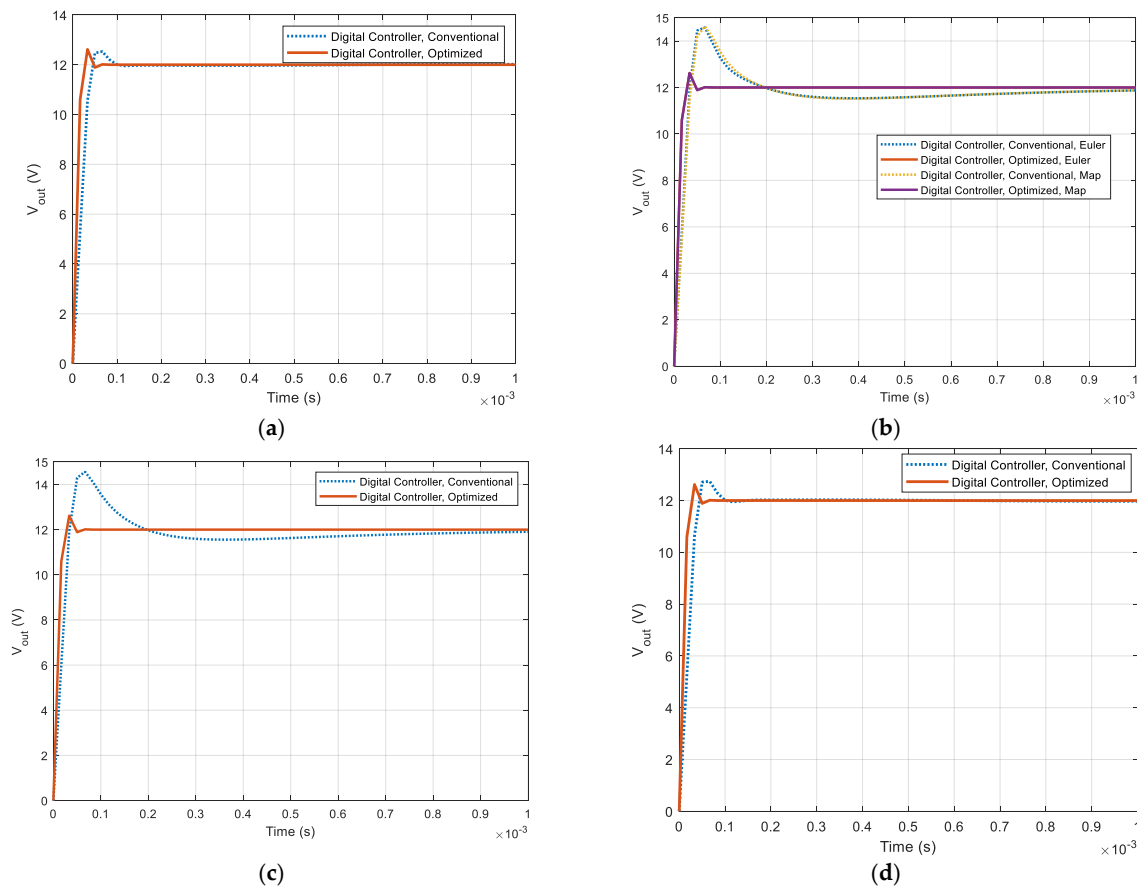 14
12
10
8
6
4
2
0
V_out (V)
Digital Controller, Conventional
Digital Controller, Optimized
0 0.1 0.2 0.3 0.4 0.5 0.6 0.7 0.8 0.9 1
Time (s)
×10⁻³
(a)
15
14
12
10
8
6
4
2
0
V_out (V)
Digital Controller, Conventional, Euler
Digital Controller, Optimized, Euler
Digital Controller, Conventional, Map
Digital Controller, Optimized, Map
0 0.1 0.2 0.3 0.4 0.5 0.6 0.7 0.8 0.9 1
Time (s)
×10⁻³
(b)
15
14
12
10
8
6
4
2
0
V_out (V)
Digital Controller, Conventional
Digital Controller, Optimized
0 0.1 0.2 0.3 0.4 0.5 0.6 0.7 0.8 0.9 1
Time (s)
×10⁻³
(c)
14
12
10
8
6
4
2
0
V_out (V)
Digital Controller, Conventional
Digital Controller, Optimized
0 0.1 0.2 0.3 0.4 0.5 0.6 0.7 0.8 0.9 1
Time (s)
×10⁻³
(d)